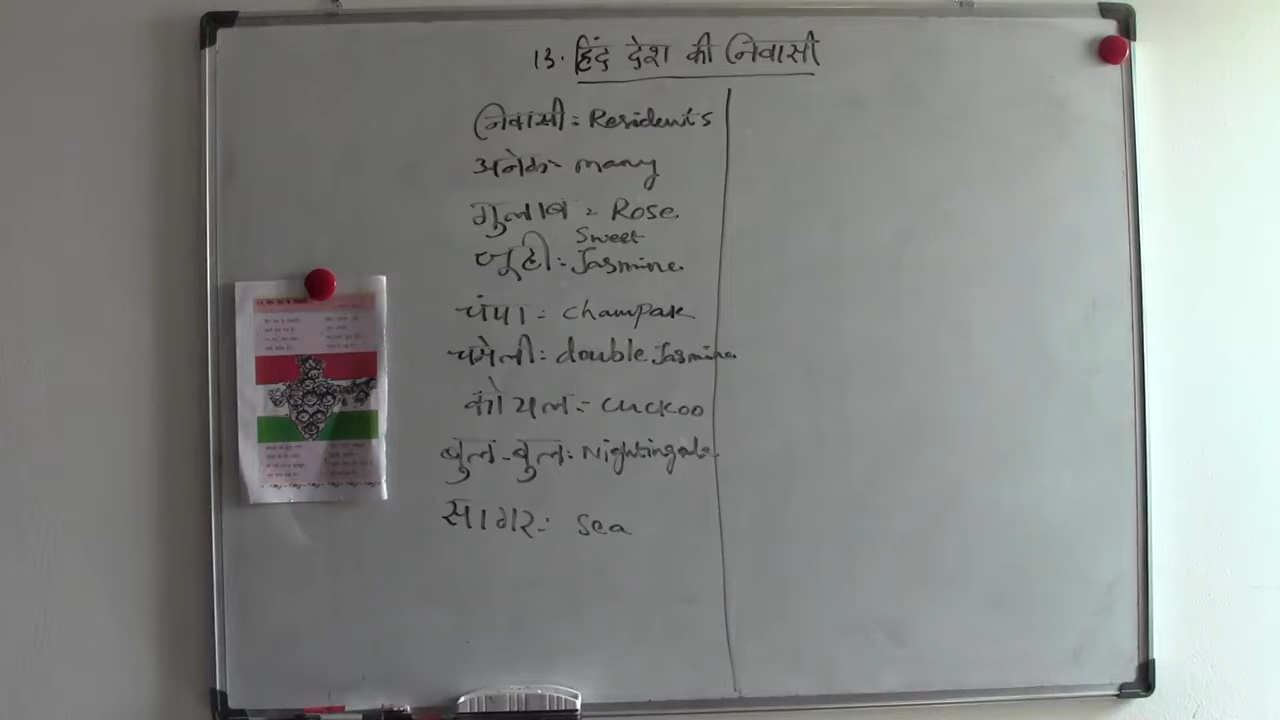 13. हिंद देश की निवासी
निवासी = Residents
अनेक = many
गुलाब = Rose
Sweet
जूही = Jasmine
चंपा = champak
चमेली = double Jasmine
कोयल = cuckoo
बुल-बुल = Nightingale
सागर = sea